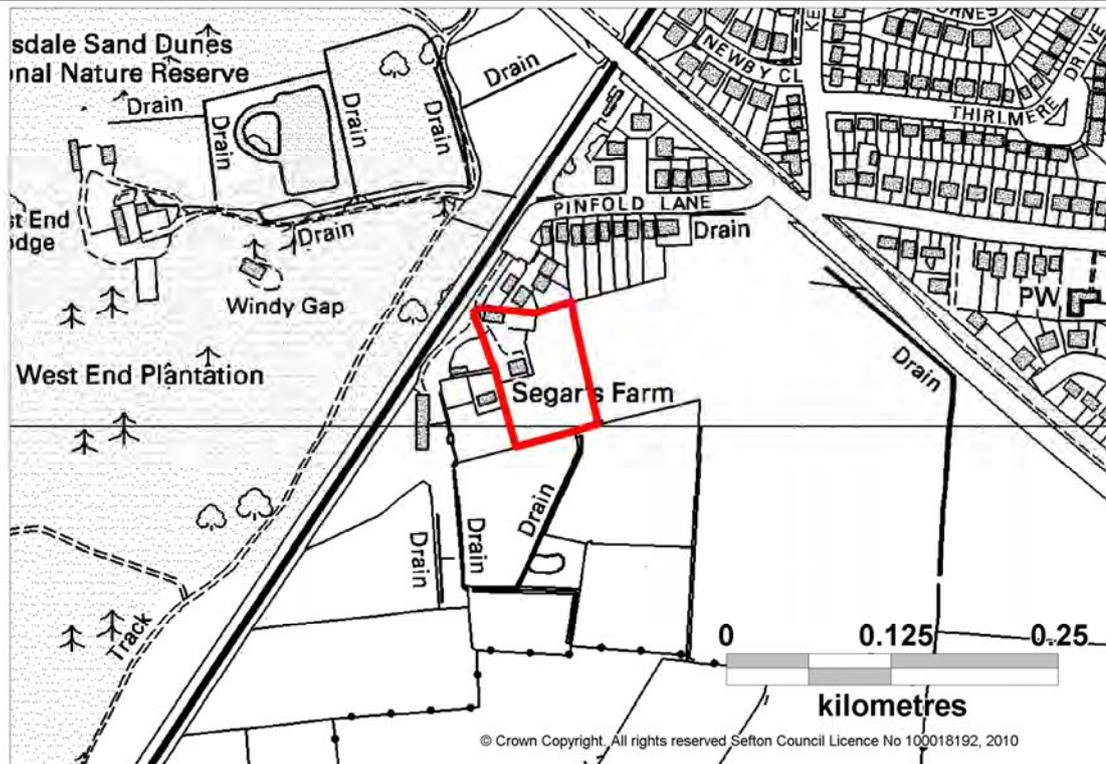 sdale Sand Dunes
onal Nature Reserve
Drain
Drain
Drain
Drain
Drain
Drain
st End
odge
Windy Gap
West End Plantation
NEWBY CL
KE
DRIVE
THIRLMERE
PINFOLD LANE
Drain
PW
Drain
Segar's Farm
Drain
Drain
Drain
Track
0 0.125 0.25
kilometres
© Crown Copyright. All rights reserved Sefton Council Licence No 100018192, 2010